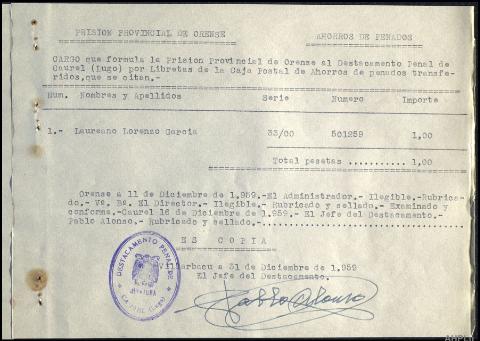 PRISION PROVINCIAL DE ORENSE AHORROS DE PENADOS
CARGO que formula la Prision Provincial de Orense al Destacamento Penal de
Caurel (Lugo) por Libretas de la Caja Postal de Ahorros de penados transfe-
ridos,que se citan.-
Num. Nombres y Apellidos Serie Numero Importe
1.- Laureano Lorenzo Garcia 33/00 501259 1,00
Total pesetas ........... 1,00
Orense a 11 de Diciembre de 1.959.-El Administrador.- Ilegible.-Rubrica-
do.- Vº. Bº. El Director.- Ilegible.- Rubricado y sellado.- Examinado y
conforme.-Caurel 16 de Diciembre de 1.959.- El Jefe del Destacamento.-
Pablo Alonso.- Rubricado y sellado.-
ES COPIA
Villarbacu a 31 de Diciembre de 1.959
El Jefe del Destacamento.
DESTACAMENTO PENAL DE
JEFATURA
CAUREL (Lugo)
Pablo Alonso